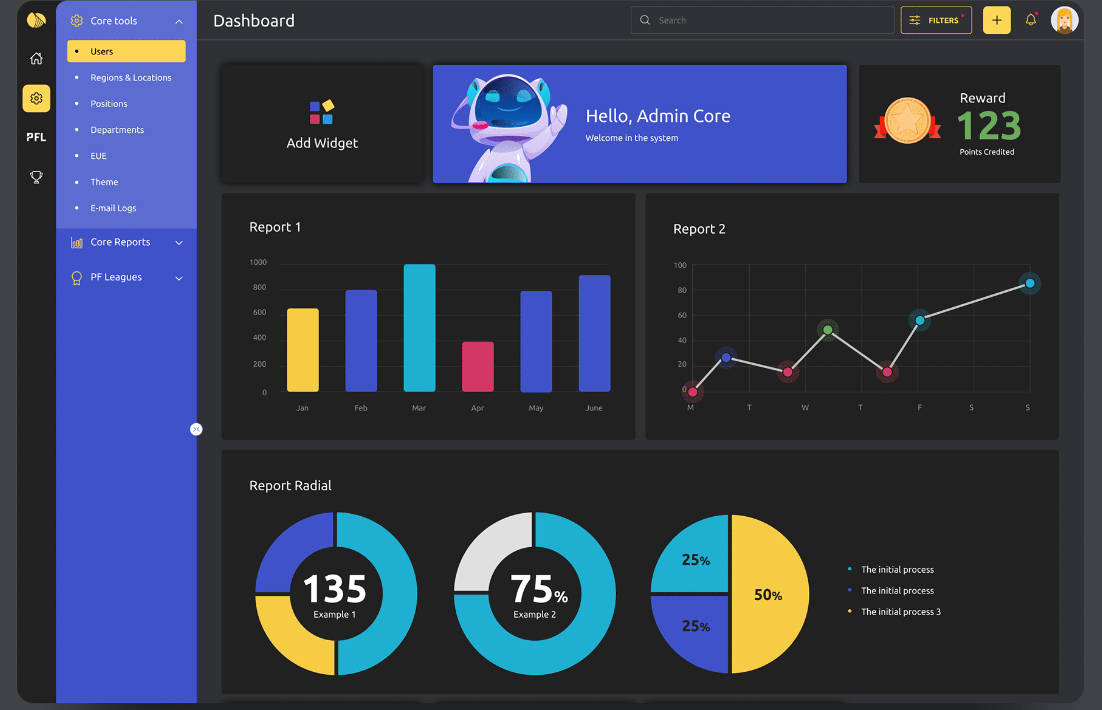 Core tools
Users
Regions & Locations
Positions
Departments
EUE
Theme
E-mail Logs
Core Reports
PF Leagues
PFL
Dashboard
Search
FILTERS
Add Widget
Hello, Admin Core
Welcome in the system
Reward
123
Points Credited
Report 1
1000
800
600
400
200
0
Jan Feb Mar Apr May June
Report 2
100
80
60
40
20
0
M T W T F S S
Report Radial
135
Example 1
75%
Example 2
25%
50%
25%
The initial process
The initial process
The initial process 3